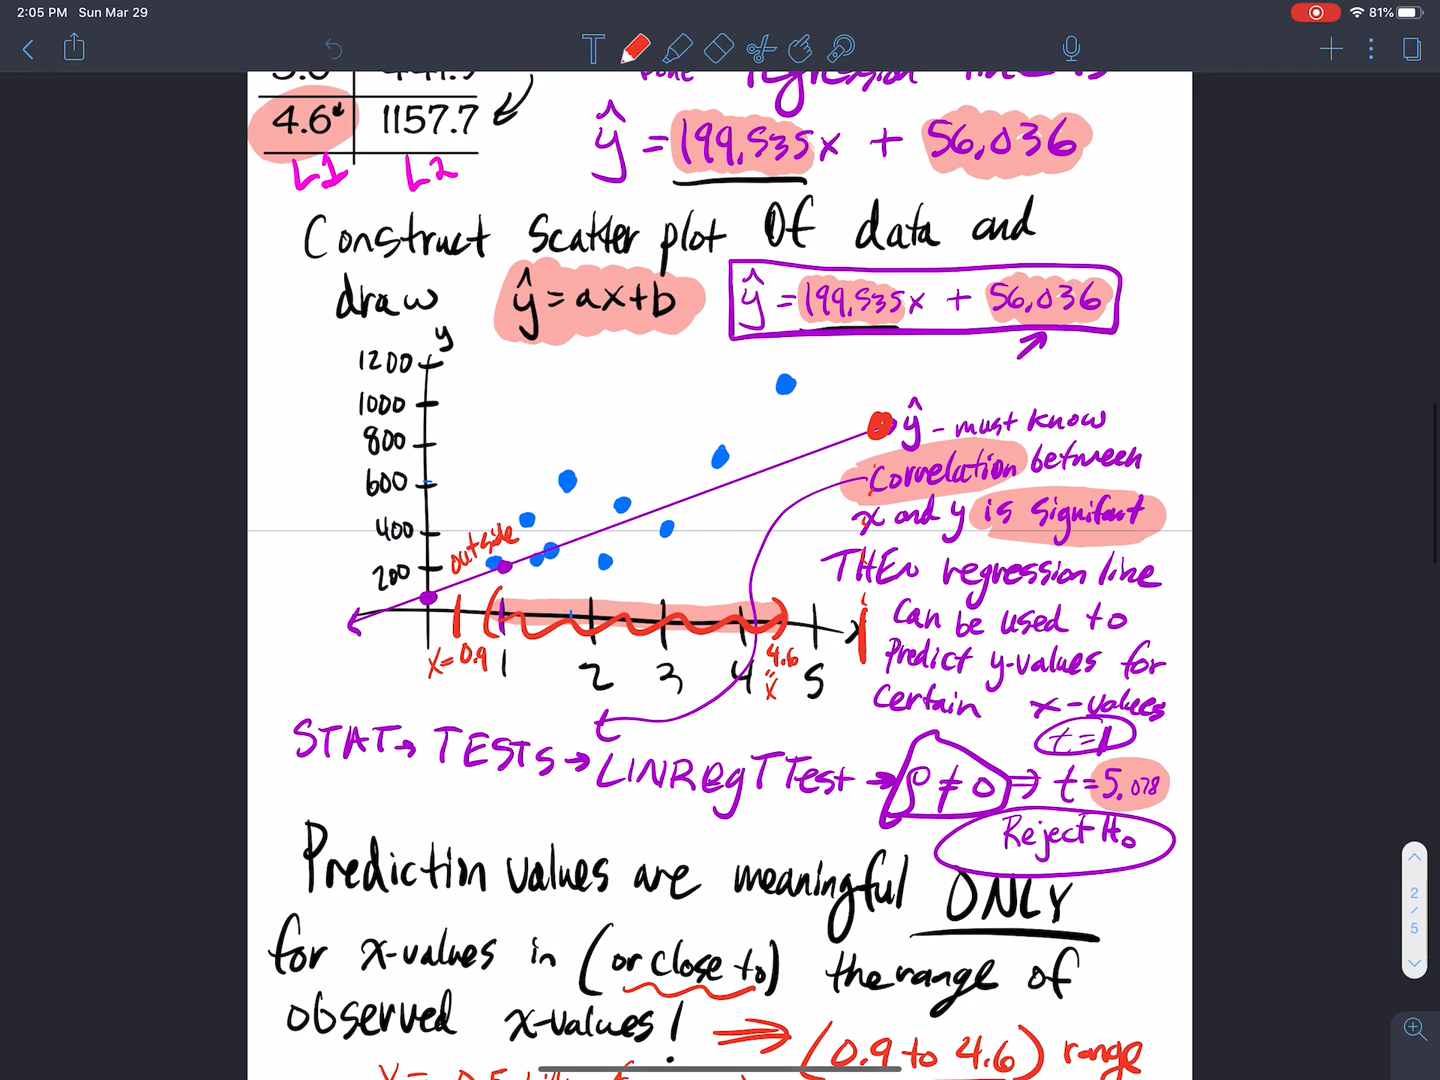 2:05 PM Sun Mar 29
81%
T
regression
4.6 1157.7
L1 L2
ŷ = 199.535x + 56.036
Construct Scatter plot Of data and
draw ŷ = ax+b
ŷ = 199.535x + 56.036
y
1200
1000
800
600
400
200
outside
x
x= 0.9
1 2 3 4 5
4.6
"
x
ŷ - must know
correlation between
x and y is signifant
THEN regression line
can be used to
Predict y-values for
certain x-values
t
STAT → TESTS → LINREgTTest → ρ ≠ 0 ⇒ t = 5.078
Reject H₀
Prediction values are meaningful ONLY
for x-values in (or close to) the range of
observed x-values! ⇒ (0.9 to 4.6) range
2
/
5